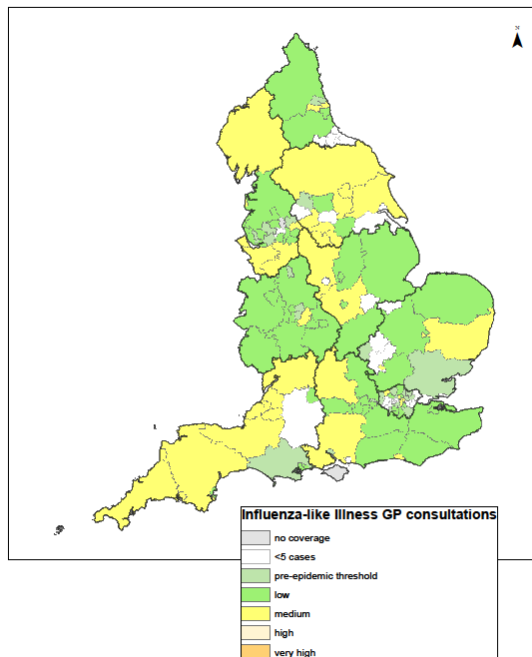 Influenza-like Illness GP consultations
no coverage
<5 cases
pre-epidemic threshold
low
medium
high
very high